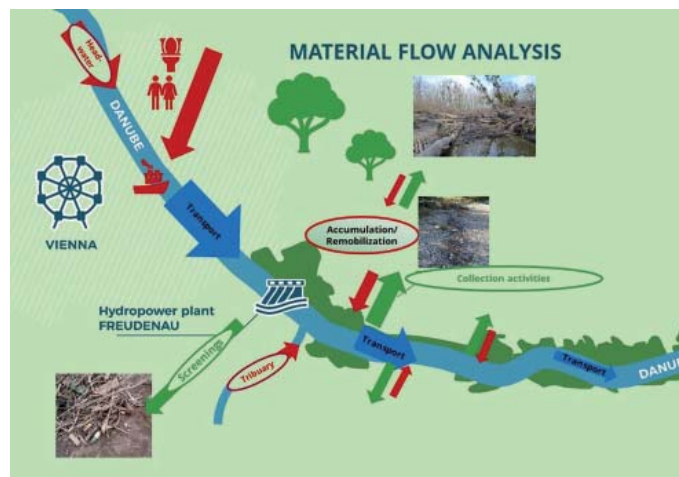 MATERIAL FLOW ANALYSIS
Head-
water
DANUBE
VIENNA
Transport
Accumulation/
Remobilization
Collection activities
Hydropower plant
FREUDENAU
Screenings
Tribuary
Transport
Transport
DANU